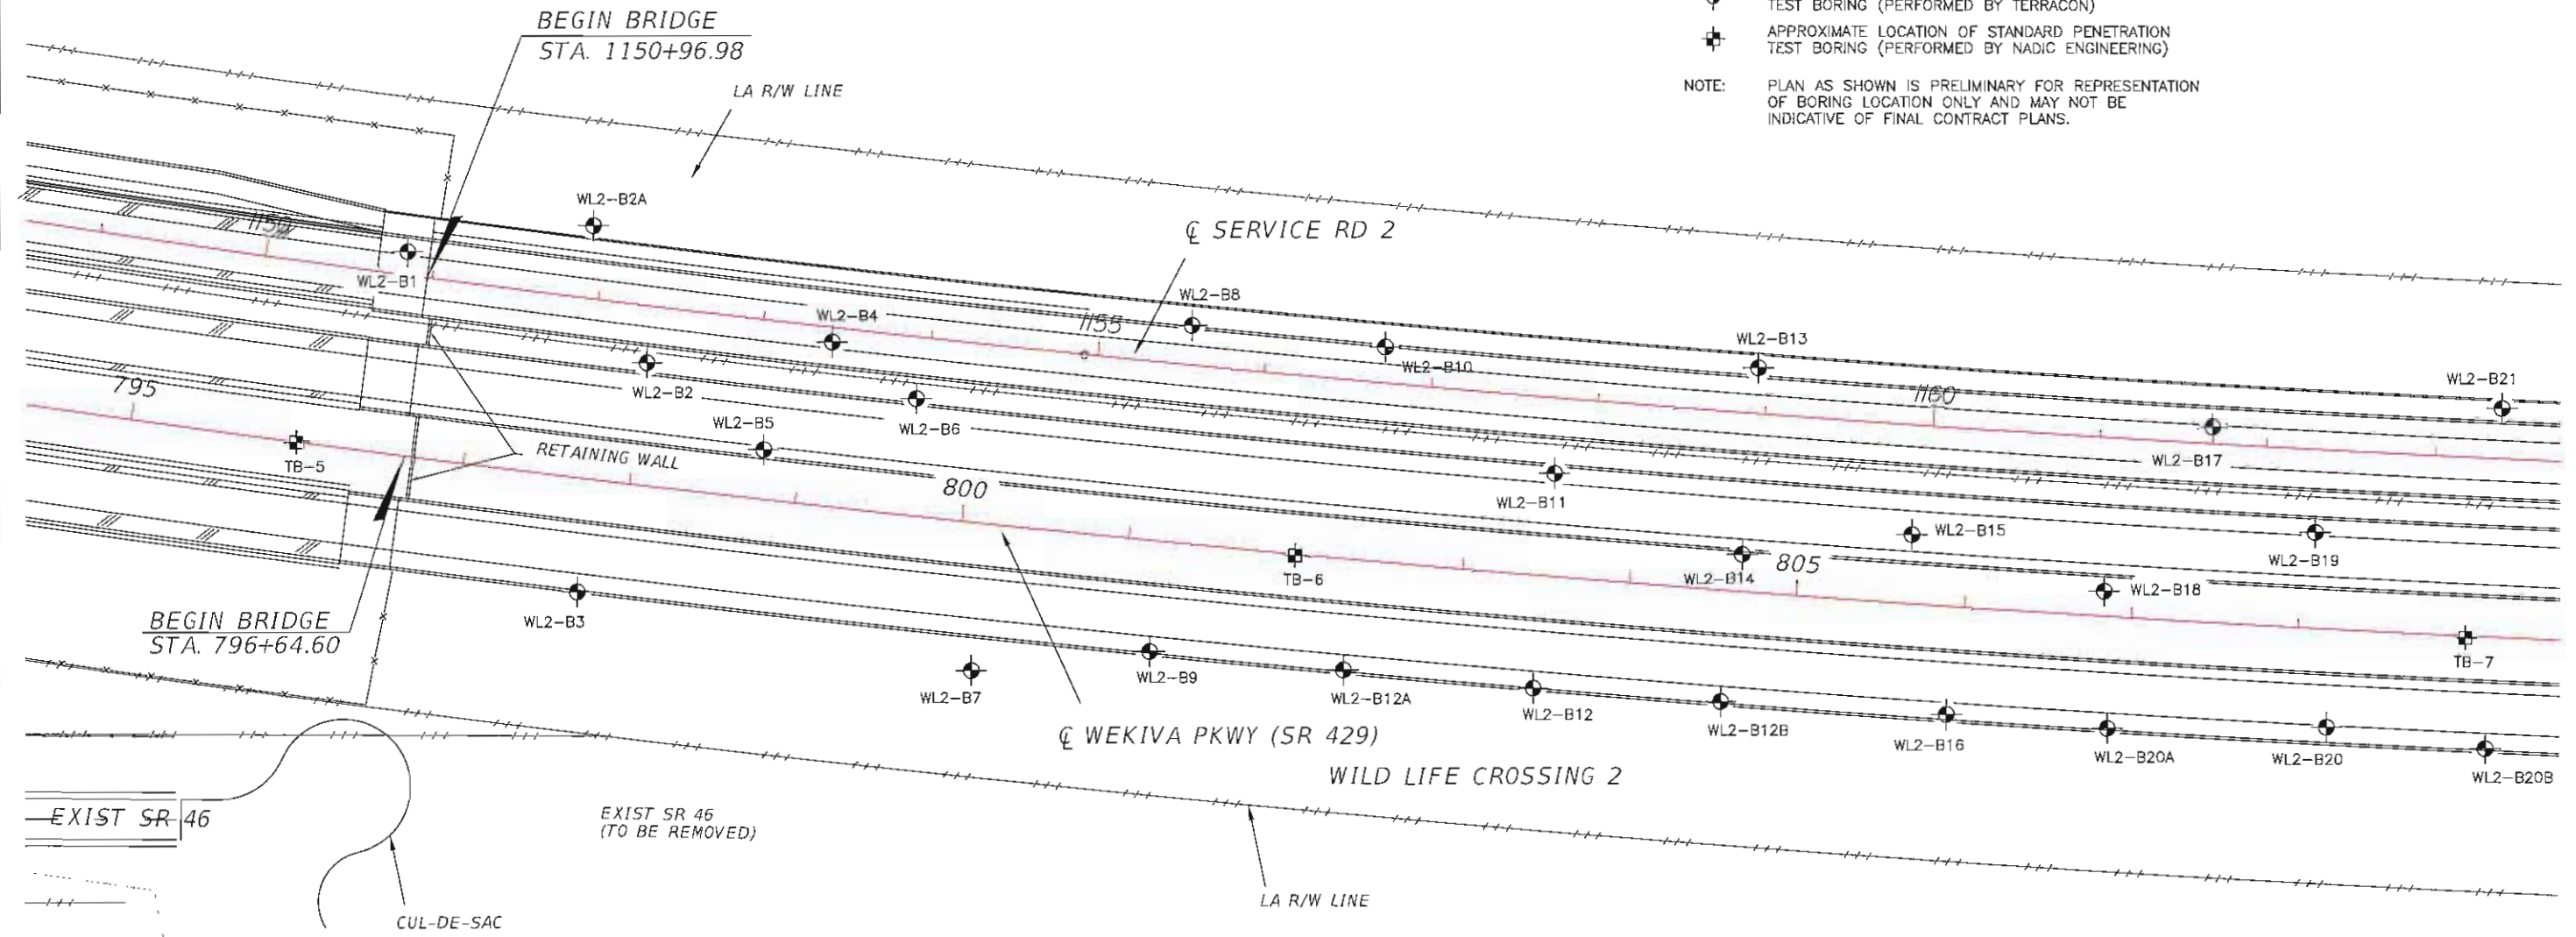 TEST BORING (PERFORMED BY TERRACON)
APPROXIMATE LOCATION OF STANDARD PENETRATION
TEST BORING (PERFORMED BY NADIC ENGINEERING)
NOTE: PLAN AS SHOWN IS PRELIMINARY FOR REPRESENTATION
OF BORING LOCATION ONLY AND MAY NOT BE
INDICATIVE OF FINAL CONTRACT PLANS.
BEGIN BRIDGE
STA. 1150+96.98
LA R/W LINE
WL2-B2A
1150
℄ SERVICE RD 2
WL2-B1
WL2-B4
WL2-B8
1155
WL2-B13
WL2-B10
WL2-B21
795
WL2-B2
1160
WL2-B5
WL2-B6
WL2-B17
TB-5
RETAINING WALL
800
WL2-B11
WL2-B15
WL2-B19
TB-6
WL2-B14
805
WL2-B18
BEGIN BRIDGE
STA. 796+64.60
WL2-B3
TB-7
WL2-B7
WL2-B9
WL2-B12A
WL2-B12
WL2-B12B
WL2-B16
WL2-B20A
WL2-B20
WL2-B20B
℄ WEKIVA PKWY (SR 429)
WILD LIFE CROSSING 2
EXIST SR 46
EXIST SR 46
(TO BE REMOVED)
LA R/W LINE
CUL-DE-SAC